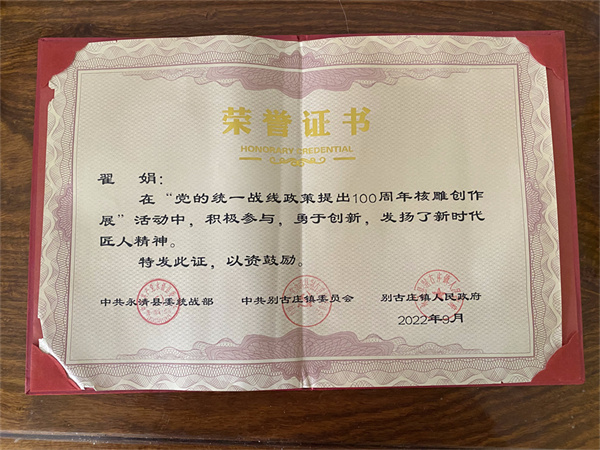 荣誉证书
HONORARY CREDENTIAL
翟 娟：
在“党的统一战线政策提出100周年核雕创作
展”活动中，积极参与，勇于创新，发扬了新时代
匠人精神。
特发此证，以资鼓励。
中共永清县委统战部 中共别古庄镇委员会 别古庄镇人民政府
2022年9月